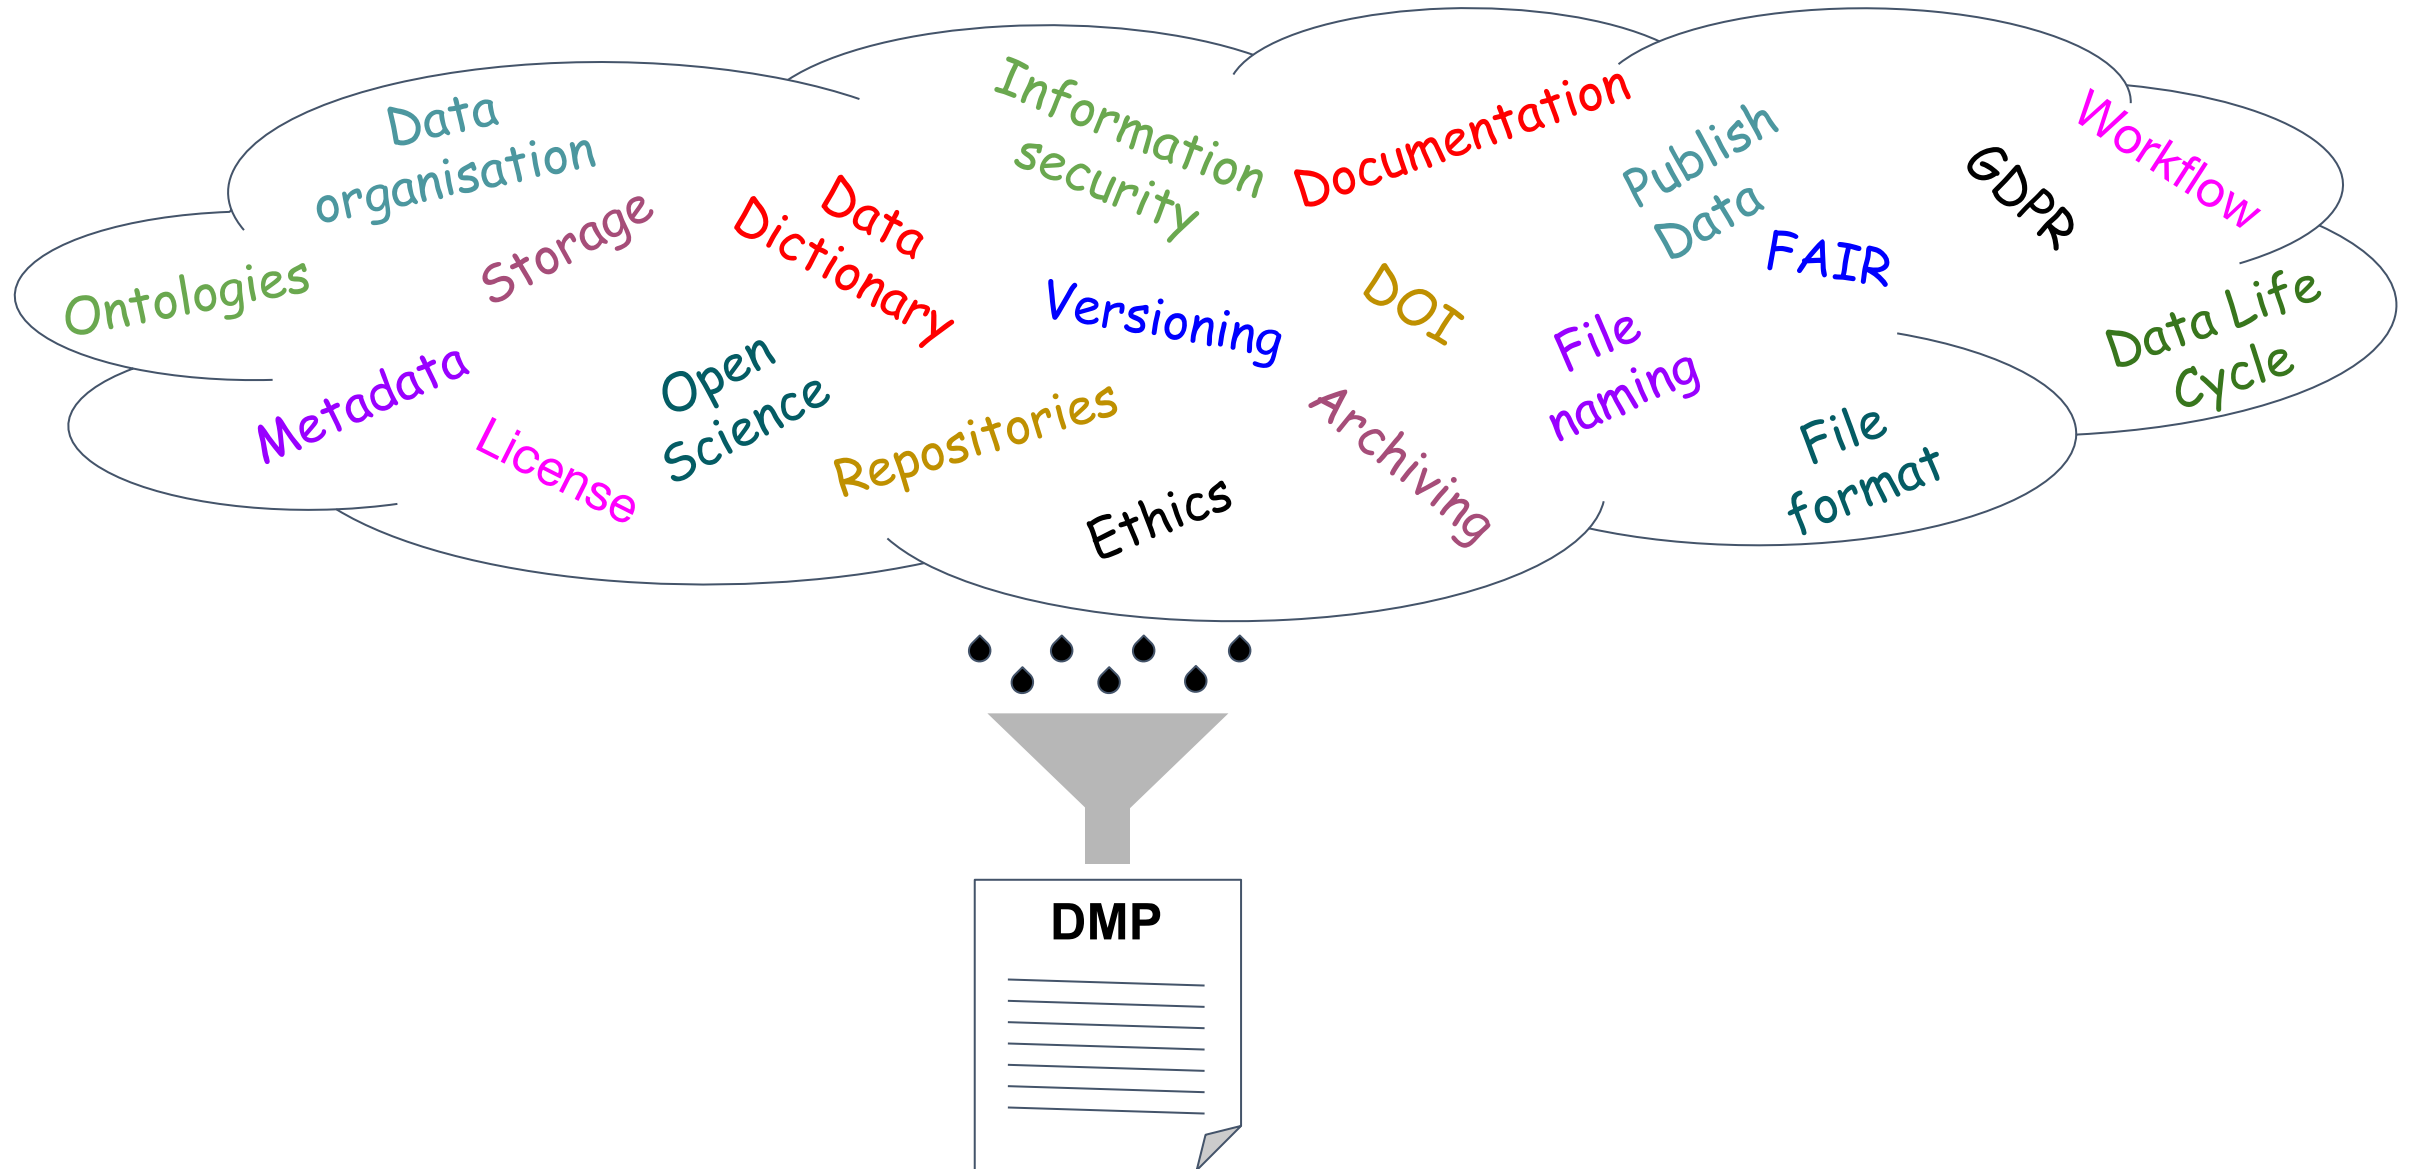 Data
organisation
Information
security
Documentation
Publish
Data
GDPR
Workflow
Ontologies
Storage
Data
Dictionary
Versioning
DOI
FAIR
File
naming
Data Life
Cycle
Metadata
License
Open
Science
Repositories
Ethics
Archiving
File
format
DMP